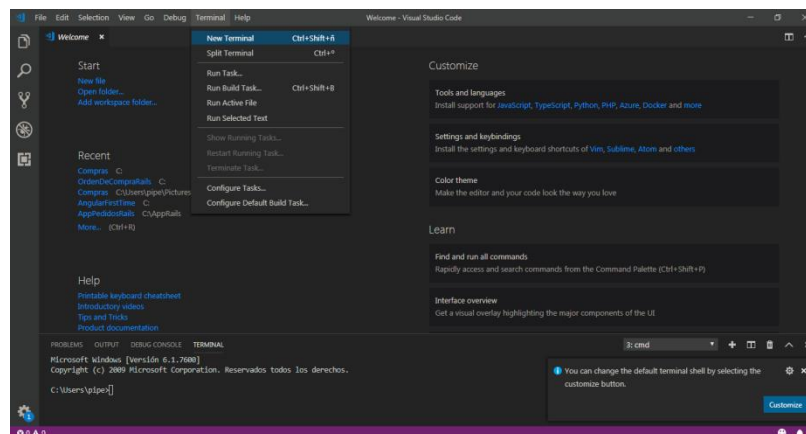 File Edit Selection View Go Debug Terminal Help
Welcome - Visual Studio Code
Welcome ×
New Terminal Ctrl+Shift+ñ
Split Terminal
Run Task...
Run Build Task... Ctrl+Shift+B
Run Active File
Run Selected Text
Show Running Tasks...
Restart Running Task...
Terminate Task...
Configure Tasks...
Configure Default Build Task...
Start
New file
Open folder...
Add workspace folder...
Recent
Compras C:
OrdenDeCompraRails C:
Compras C:\Users\pipe\Pictures
AngularFirstTime C:
AppPedidosRails C:\AppRails
More... (Ctrl+R)
Help
Printable keyboard cheatsheet
Introductory videos
Tips and Tricks
Product documentation
Customize
Tools and languages
Install support for JavaScript, TypeScript, Python, PHP, Azure, Docker and more
Settings and keybindings
Install the settings and keyboard shortcuts of Vim, Sublime, Atom and others
Color theme
Make the editor and your code look the way you love
Learn
Find and run all commands
Rapidly access and search commands from the Command Palette (Ctrl+Shift+P)
Interface overview
Get a visual overlay highlighting the major components of the UI
PROBLEMS OUTPUT DEBUG CONSOLE TERMINAL
3: cmd
Microsoft Windows [Versión 6.1.7600]
Copyright (c) 2009 Microsoft Corporation. Reservados todos los derechos.
C:\Users\pipe>
You can change the default terminal shell by selecting the
customize button.
Customize
1
0 0